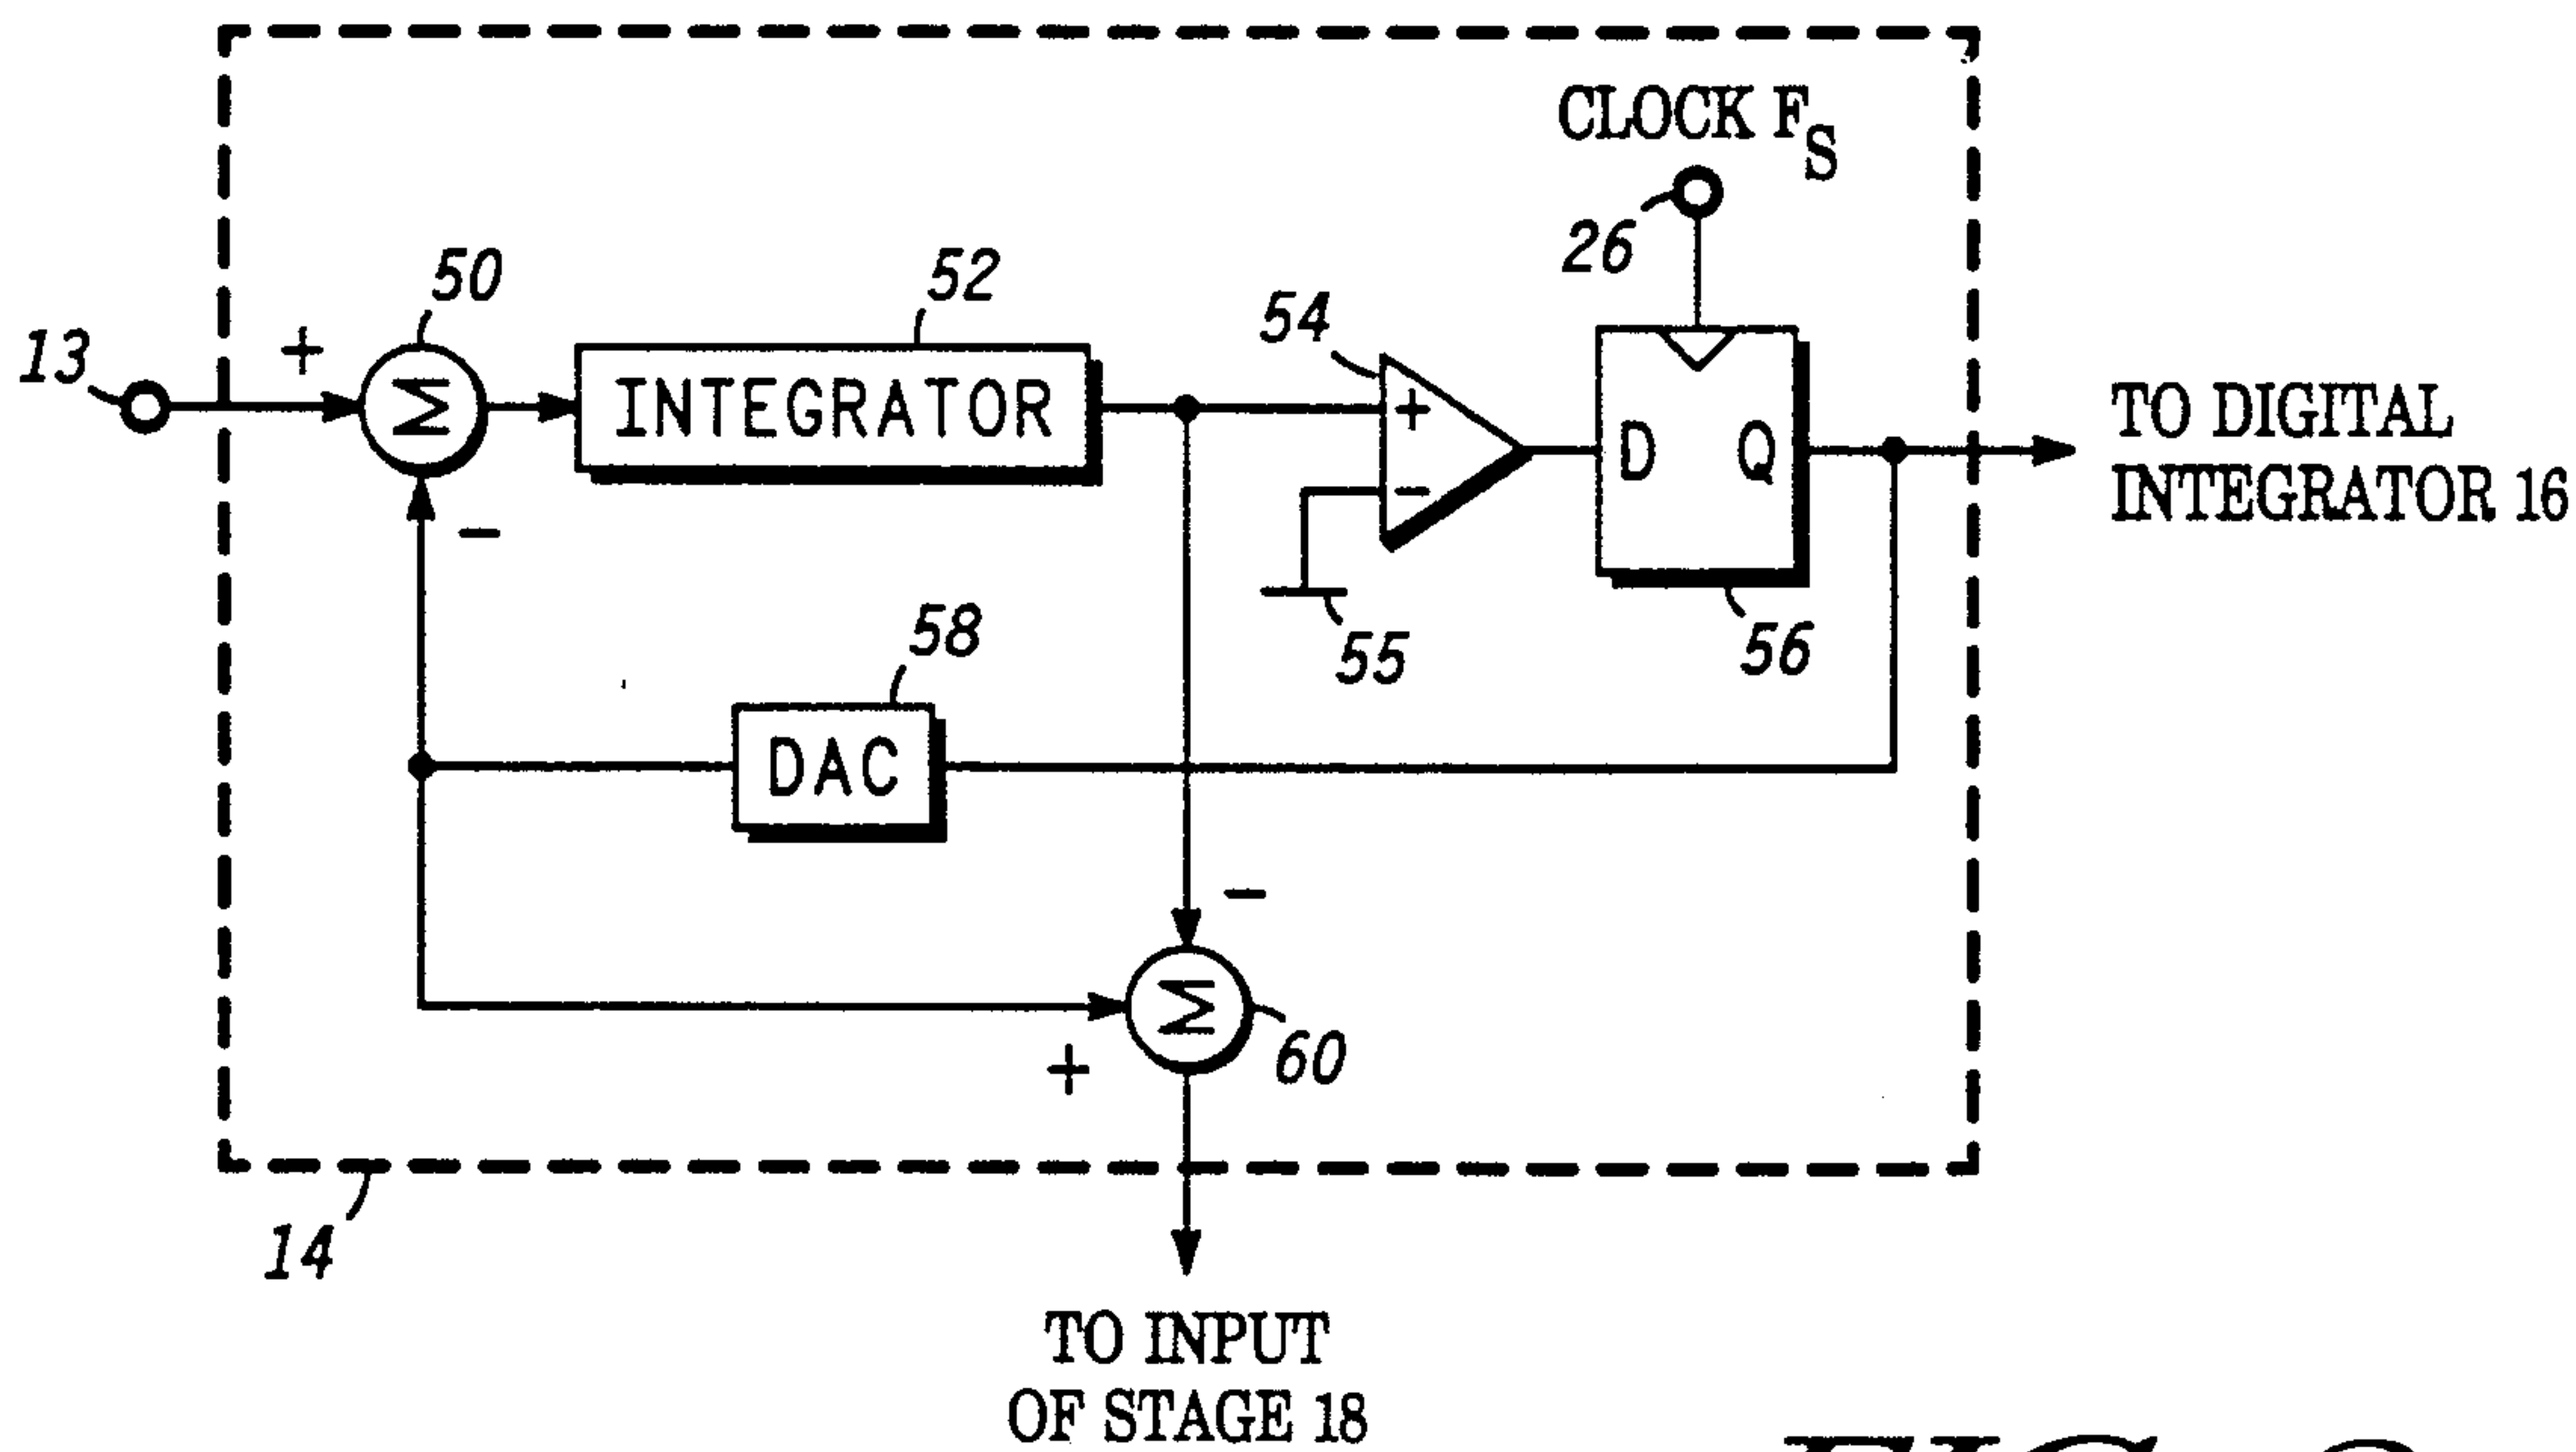 CLOCK FS
26
50
52
54
13
+
Σ
INTEGRATOR
+
−
D Q
TO DIGITAL
INTEGRATOR 16
−
55
56
58
DAC
−
Σ
+
60
14
TO INPUT
OF STAGE 18